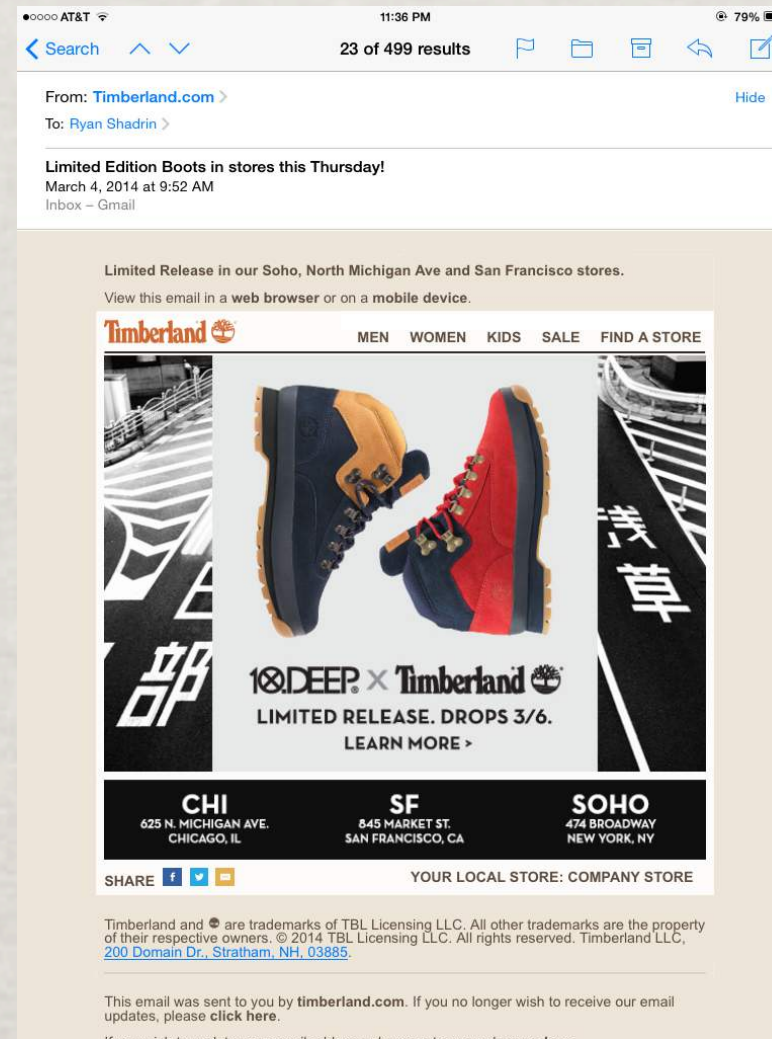 AT&T 11:36 PM 79%
Search 23 of 499 results
From: Timberland.com Hide
To: Ryan Shadrin
Limited Edition Boots in stores this Thursday!
March 4, 2014 at 9:52 AM
Inbox – Gmail
Limited Release in our Soho, North Michigan Ave and San Francisco stores.
View this email in a web browser or on a mobile device.
Timberland MEN WOMEN KIDS SALE FIND A STORE
浅草
部
10.DEEP. X Timberland
LIMITED RELEASE. DROPS 3/6.
LEARN MORE >
CHI
625 N. MICHIGAN AVE.
CHICAGO, IL
SF
845 MARKET ST.
SAN FRANCISCO, CA
SOHO
474 BROADWAY
NEW YORK, NY
SHARE YOUR LOCAL STORE: COMPANY STORE
Timberland and are trademarks of TBL Licensing LLC. All other trademarks are the property
of their respective owners. © 2014 TBL Licensing LLC. All rights reserved. Timberland LLC,
200 Domain Dr., Stratham, NH, 03885.
This email was sent to you by timberland.com. If you no longer wish to receive our email
updates, please click here.